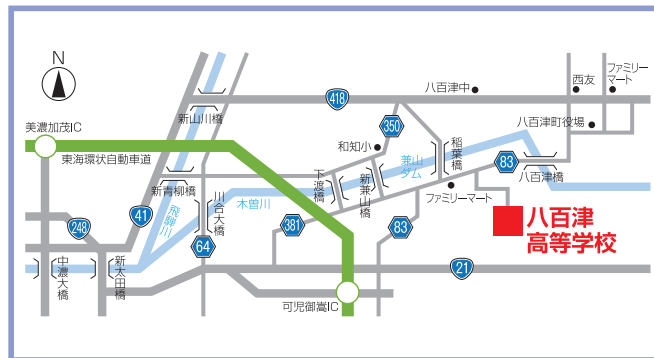 N
美濃加茂IC
東海環状自動車道
新山川橋
418
八百津中
西友
ファミリー
マート
八百津町役場
350
和知小
稲葉橋
兼山
ダム
83
八百津橋
下渡橋
新兼山橋
ファミリーマート
新青柳橋
川合大橋
木曽川
飛騨川
41
248
64
381
83
八百津
高等学校
中濃大橋
新太田橋
21
可児御嵩IC